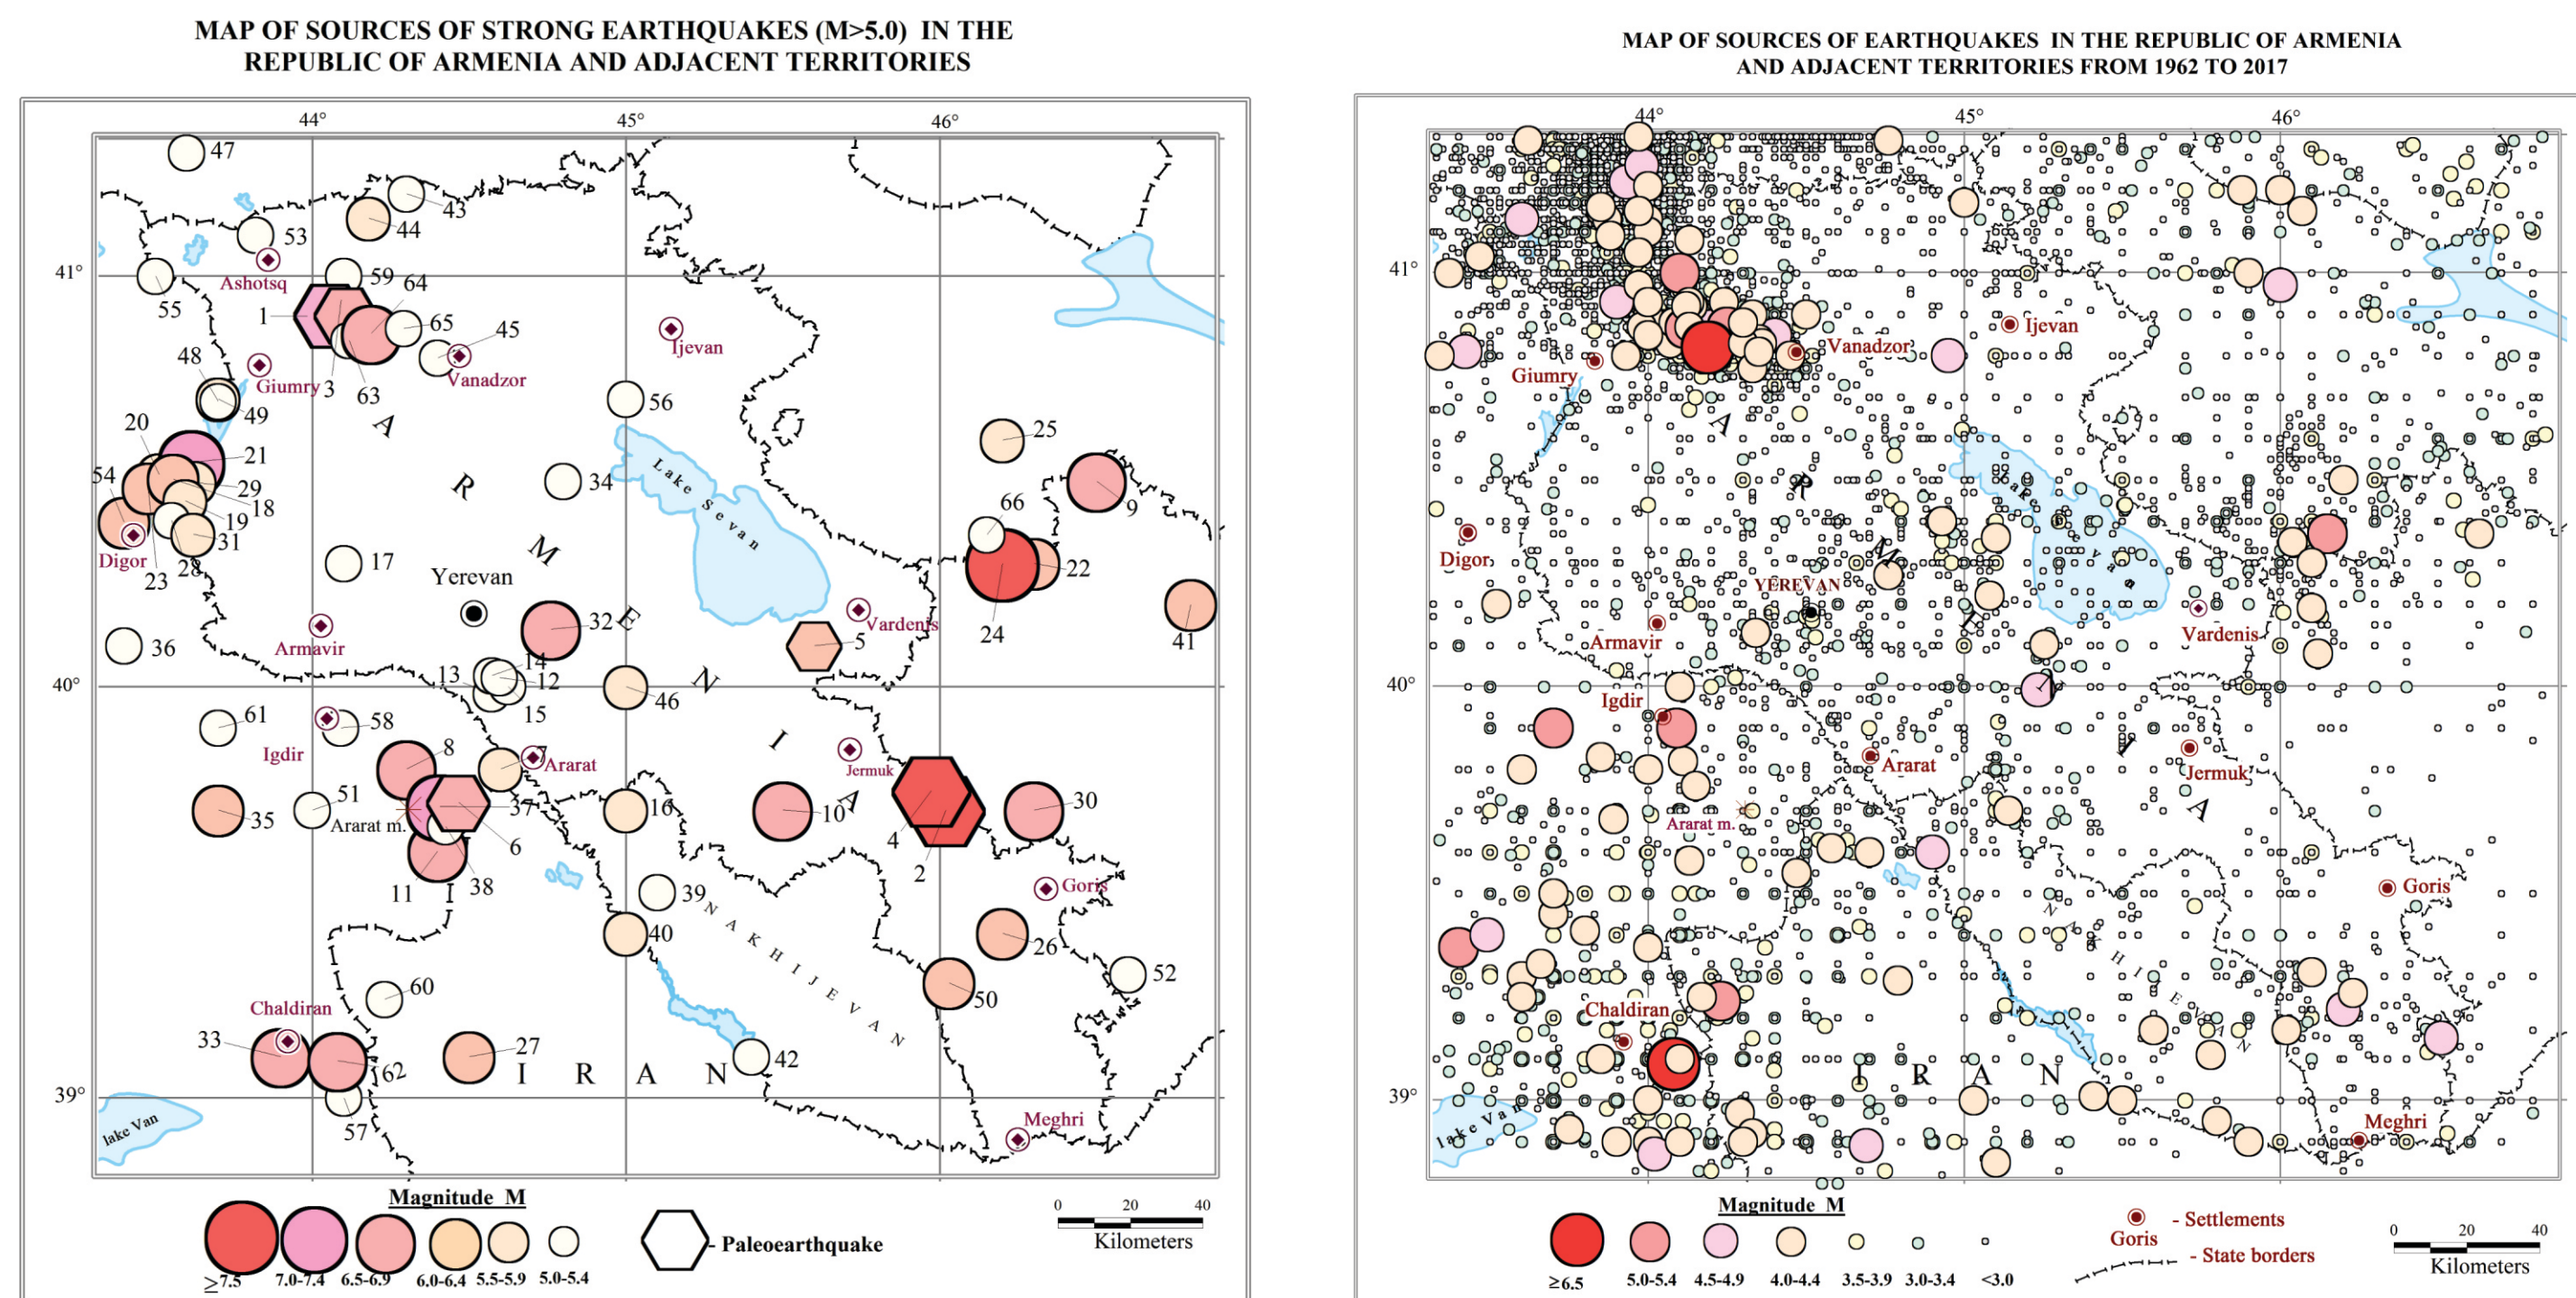 MAP OF SOURCES OF STRONG EARTHQUAKES (M>5.0) IN THE
REPUBLIC OF ARMENIA AND ADJACENT TERRITORIES
44°
45°
46°
47
43
44
53
Ashotsq
41°
55
59
64
1
65
45
Ijevan
48
Giumry
3
63
Vanadzor
49
56
20
A
25
21
54
29
R
34
Lake Sevan
9
18
19
66
31
M
Digor
23
28
17
Yerevan
22
24
32
E
Vardenis
41
36
Armavir
5
14
13
12
N
40°
46
15
61
58
Igdir
8
7
Ararat
I
Jermuk
51
35
Ararat m.
37
16
10
A
30
6
4
2
38
11
39
Goris
NAKHIJEVAN
40
26
52
60
50
Chaldiran
33
27
62
I R A N
42
39°
57
lake Van
Meghri
Magnitude M
≥7.5
7.0-7.4
6.5-6.9
6.0-6.4
5.5-5.9
5.0-5.4
- Paleoearthquake
0
20
40
Kilometers
MAP OF SOURCES OF EARTHQUAKES IN THE REPUBLIC OF ARMENIA
AND ADJACENT TERRITORIES FROM 1962 TO 2017
44°
45°
46°
41°
Ijevan
Vanadzor
Giumry
A
R
Lake Sevan
Digor
M
YEREVAN
Armavir
E
Vardenis
N
40°
Igdir
Ararat
I
Jermuk
Ararat m.
A
Goris
NAKHIJEVAN
Chaldiran
I R A N
39°
lake Van
Meghri
Magnitude M
≥6.5
5.0-5.4
4.5-4.9
4.0-4.4
3.5-3.9
3.0-3.4
<3.0
Goris
- Settlements
- State borders
0
20
40
Kilometers